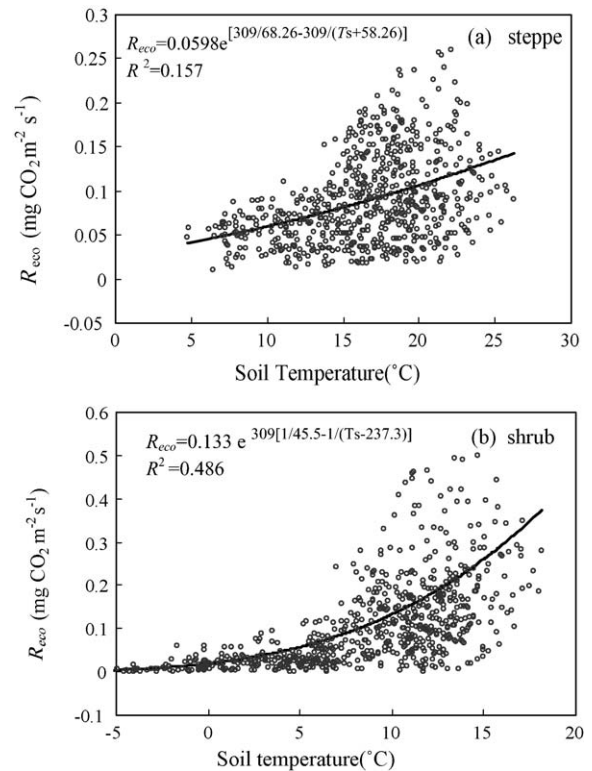 0.3
R_eco=0.0598e^[309/68.26-309/(Ts+58.26)]
(a) steppe
R²=0.157
0.25
0.2
0.15
0.1
0.05
0
-0.05
R_eco (mg CO₂ m⁻² s⁻¹)
0 5 10 15 20 25 30
Soil Temperature(˚C)
0.6
R_eco=0.133 e^309[1/45.5-1/(Ts-237.3)]
(b) shrub
R²=0.486
0.5
0.4
0.3
0.2
0.1
0
-0.1
R_eco (mg CO₂ m⁻² s⁻¹)
-5 0 5 10 15 20
Soil temperature(˚C)